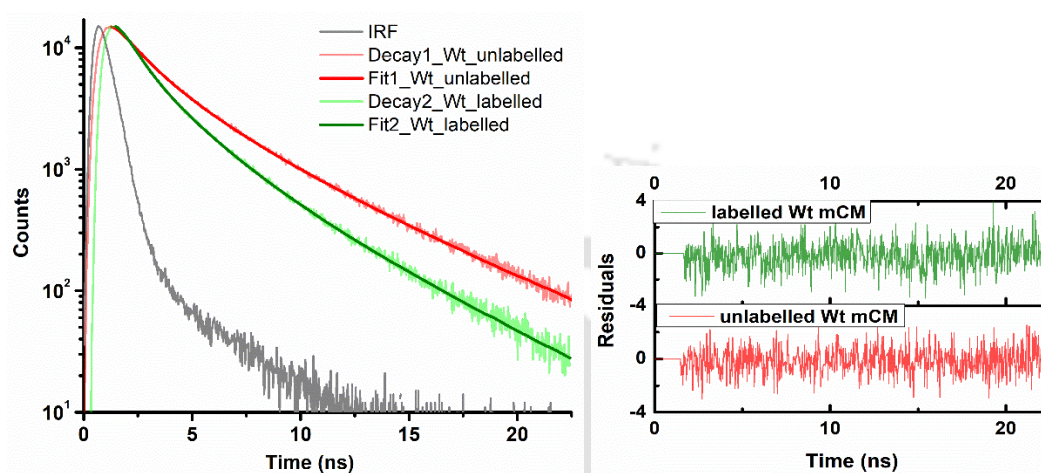 IRF
Decay1_Wt_unlabelled
Fit1_Wt_unlabelled
Decay2_Wt_labelled
Fit2_Wt_labelled
10^4
10^3
10^2
10^1
Counts
0 5 10 15 20
Time (ns)
0 10 20
4
labelled Wt mCM
0
-4
unlabelled Wt mCM
0
-4
Residuals
0 5 10 15 20
Time (ns)